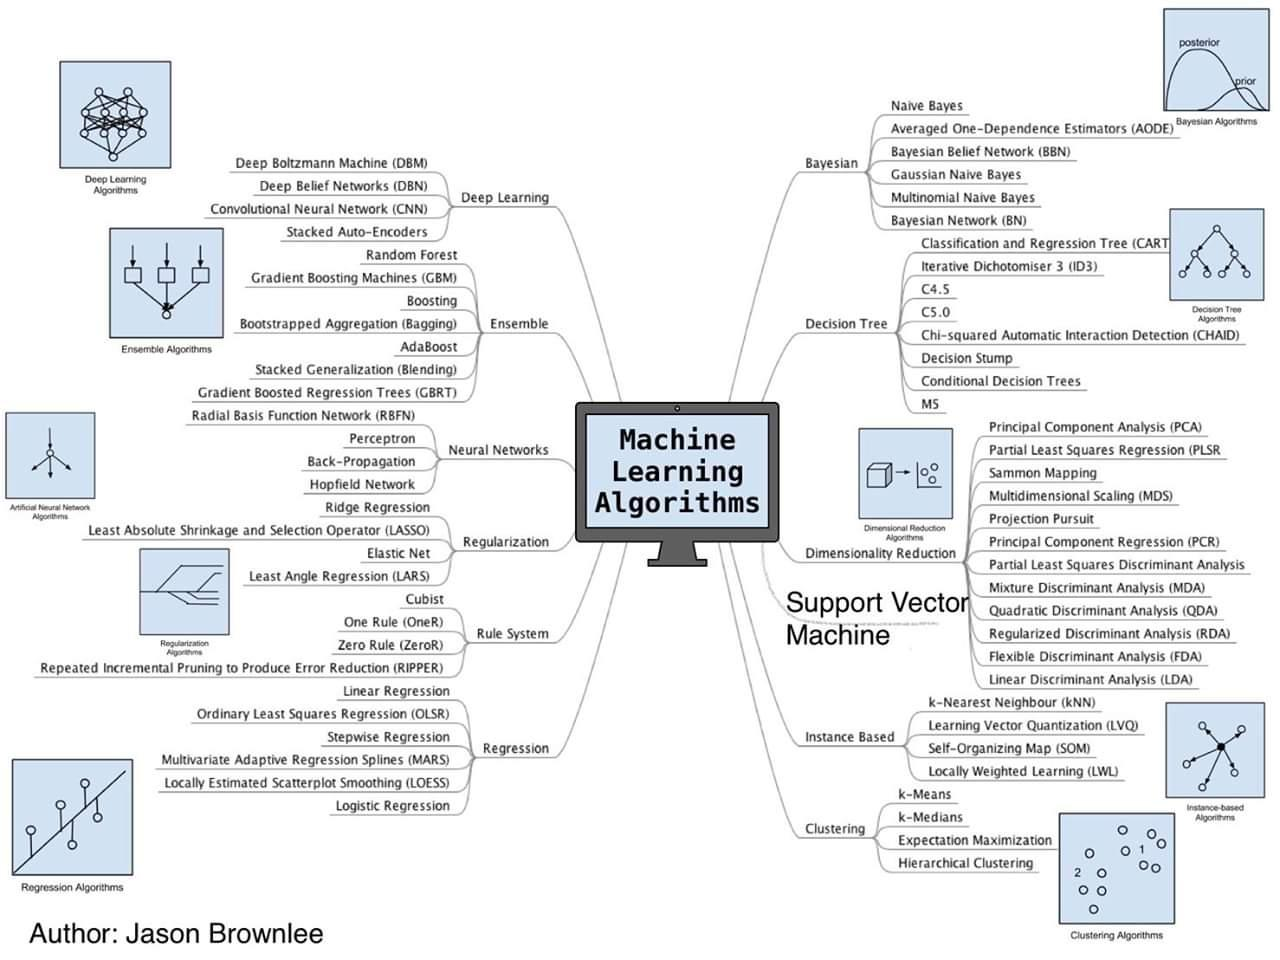 Machine
Learning
Algorithms
Deep Learning
Algorithms
Deep Learning
Deep Boltzmann Machine (DBM)
Deep Belief Networks (DBN)
Convolutional Neural Network (CNN)
Stacked Auto-Encoders
Ensemble Algorithms
Ensemble
Random Forest
Gradient Boosting Machines (GBM)
Boosting
Bootstrapped Aggregation (Bagging)
AdaBoost
Stacked Generalization (Blending)
Gradient Boosted Regression Trees (GBRT)
Artificial Neural Network
Algorithms
Neural Networks
Radial Basis Function Network (RBFN)
Perceptron
Back-Propagation
Hopfield Network
Regularization
Algorithms
Regularization
Ridge Regression
Least Absolute Shrinkage and Selection Operator (LASSO)
Elastic Net
Least Angle Regression (LARS)
Rule System
Cubist
One Rule (OneR)
Zero Rule (ZeroR)
Repeated Incremental Pruning to Produce Error Reduction (RIPPER)
Regression
Linear Regression
Ordinary Least Squares Regression (OLSR)
Stepwise Regression
Multivariate Adaptive Regression Splines (MARS)
Locally Estimated Scatterplot Smoothing (LOESS)
Logistic Regression
Regression Algorithms
posterior
prior
Bayesian Algorithms
Bayesian
Naive Bayes
Averaged One-Dependence Estimators (AODE)
Bayesian Belief Network (BBN)
Gaussian Naive Bayes
Multinomial Naive Bayes
Bayesian Network (BN)
Decision Tree
Algorithms
Decision Tree
Classification and Regression Tree (CART
Iterative Dichotomiser 3 (ID3)
C4.5
C5.0
Chi-squared Automatic Interaction Detection (CHAID)
Decision Stump
Conditional Decision Trees
M5
Dimensional Reduction
Algorithms
Dimensionality Reduction
Principal Component Analysis (PCA)
Partial Least Squares Regression (PLSR
Sammon Mapping
Multidimensional Scaling (MDS)
Projection Pursuit
Principal Component Regression (PCR)
Partial Least Squares Discriminant Analysis
Mixture Discriminant Analysis (MDA)
Quadratic Discriminant Analysis (QDA)
Regularized Discriminant Analysis (RDA)
Flexible Discriminant Analysis (FDA)
Linear Discriminant Analysis (LDA)
Support Vector
Machine
Instance Based
k-Nearest Neighbour (kNN)
Learning Vector Quantization (LVQ)
Self-Organizing Map (SOM)
Locally Weighted Learning (LWL)
Instance-based
Algorithms
Clustering
k-Means
k-Medians
Expectation Maximization
Hierarchical Clustering
1
2
Clustering Algorithms
Author: Jason Brownlee